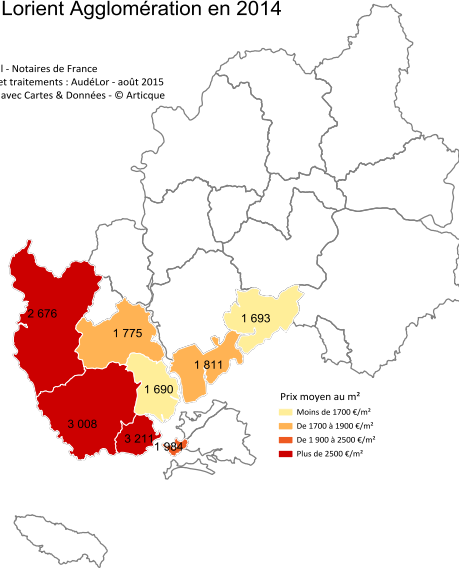 Lorient Agglomération en 2014
l - Notaires de France
et traitements : AudéLor - août 2015
avec Cartes & Données - © Articque
2 676
1 693
1 775
1 811
1 690
3 008
3 211
1 984
Prix moyen au m²
Moins de 1700 €/m²
De 1700 à 1900 €/m²
De 1 900 à 2500 €/m²
Plus de 2500 €/m²